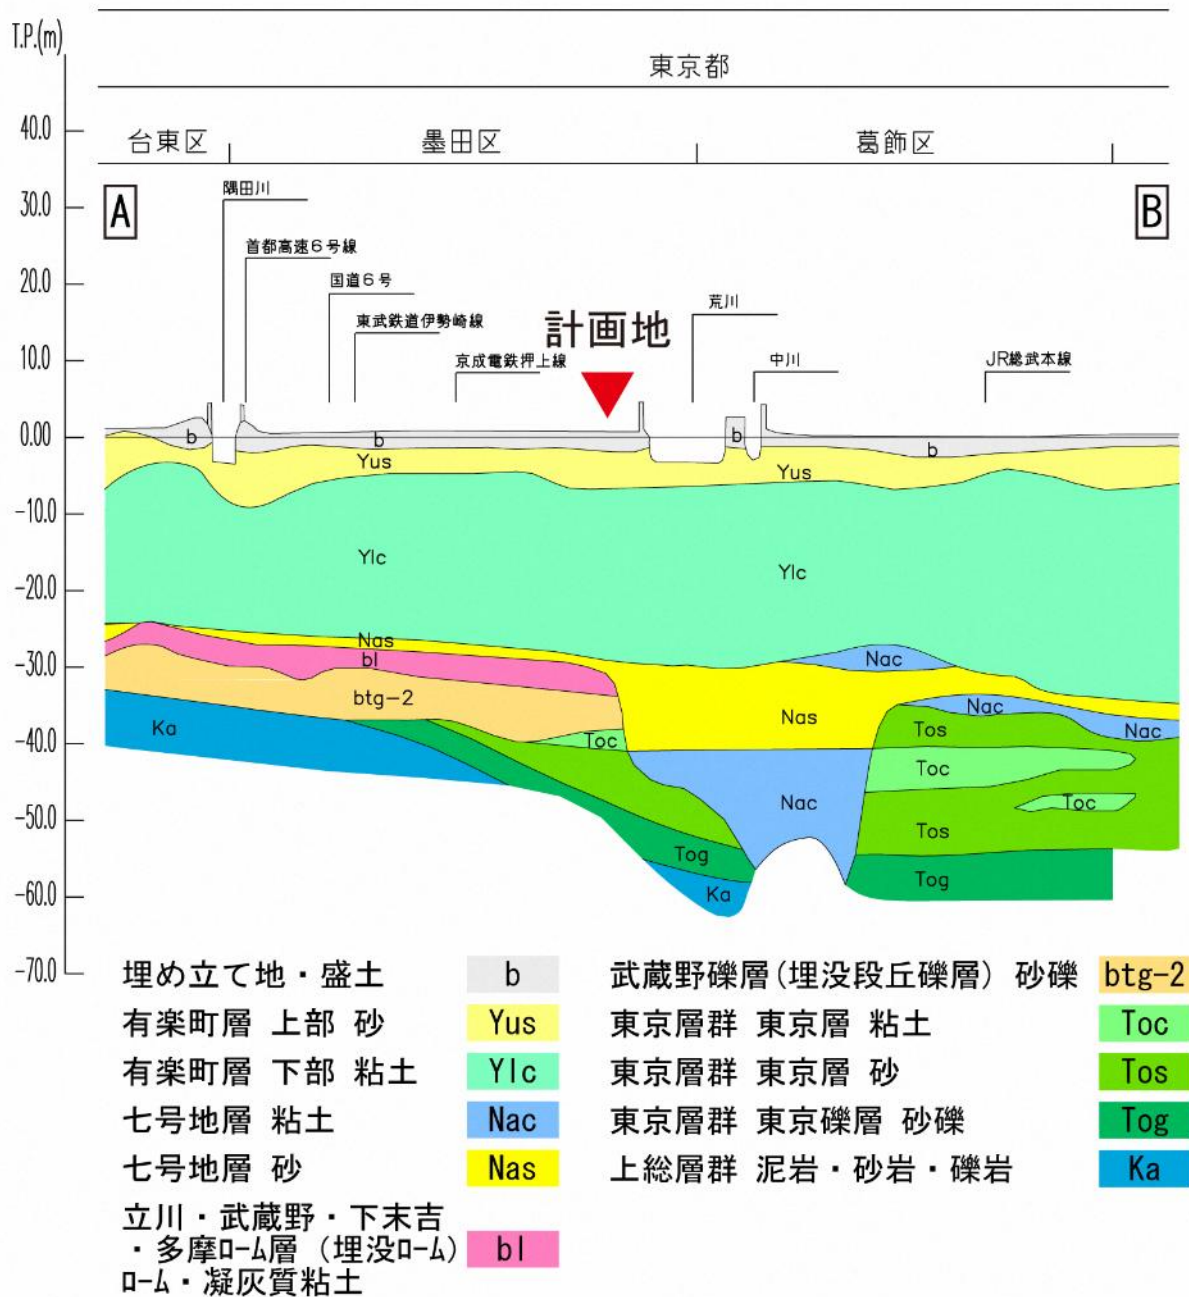 T.P.(m)
東京都
40.0
台東区
墨田区
葛飾区
30.0
A
隅田川
B
首都高速6号線
20.0
国道6号
東武鉄道伊勢崎線
計画地
荒川
10.0
京成電鉄押上線
中川
JR総武本線
0.00
b
b
b
b
Yus
Yus
-10.0
Ylc
Ylc
-20.0
Nas
bl
Nac
-30.0
btg-2
Nac
Nas
Ka
Toc
Tos
Nac
-40.0
Toc
Nac
Toc
-50.0
Tos
Tog
Tog
Ka
-60.0
-70.0
埋め立て地・盛土 b
有楽町層 上部 砂 Yus
有楽町層 下部 粘土 Ylc
七号地層 粘土 Nac
七号地層 砂 Nas
立川・武蔵野・下末吉
・多摩ローム層（埋没ローム） bl
ローム・凝灰質粘土
武蔵野礫層(埋没段丘礫層) 砂礫 btg-2
東京層群 東京層 粘土 Toc
東京層群 東京層 砂 Tos
東京層群 東京礫層 砂礫 Tog
上総層群 泥岩・砂岩・礫岩 Ka